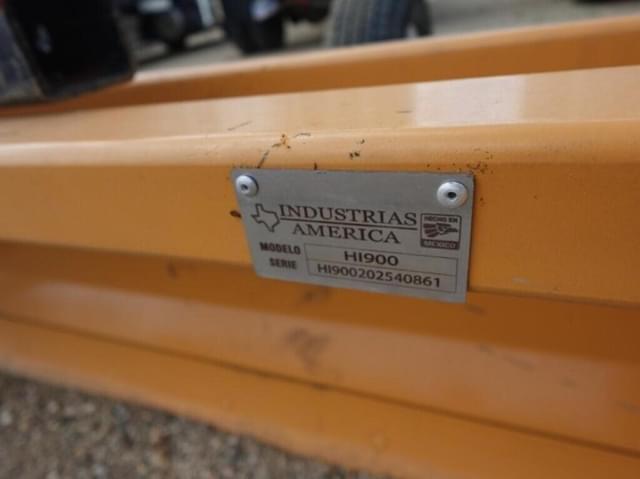 INDUSTRIAS
AMERICA
HECHO EN
MEXICO
MODELO HI900
SERIE HI900202540861